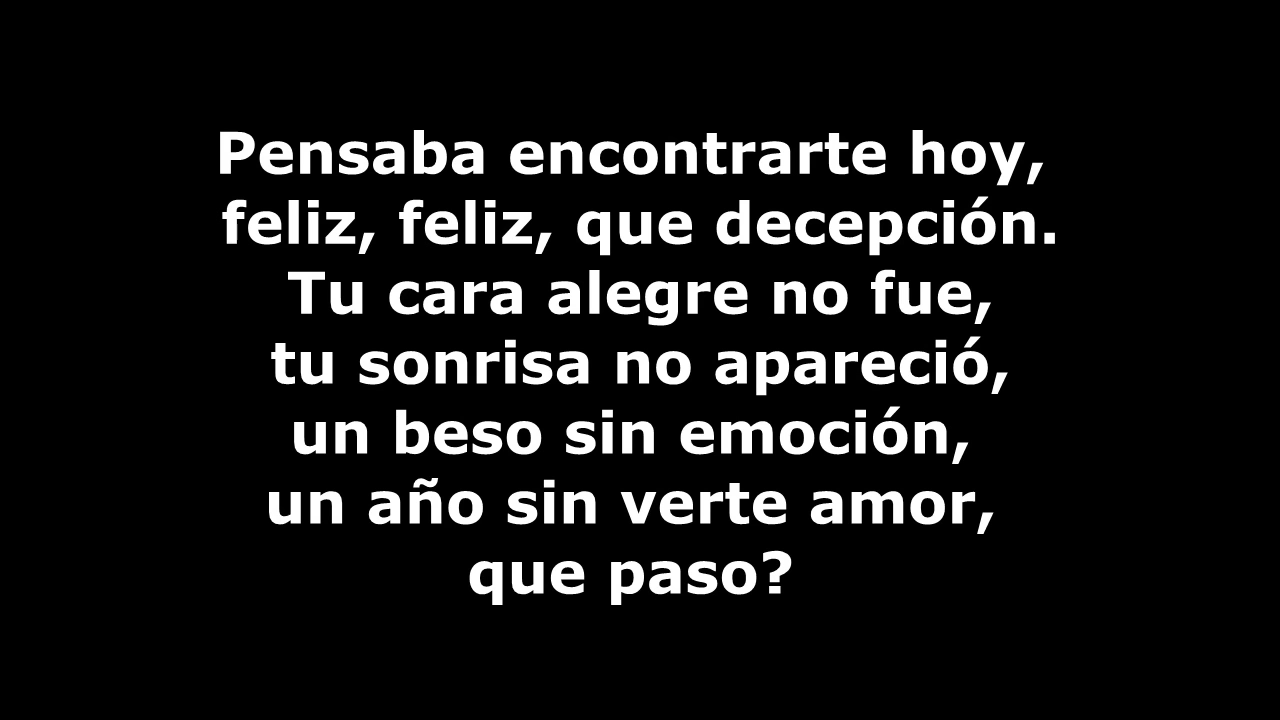 Pensaba encontrarte hoy,
feliz, feliz, que decepción.
Tu cara alegre no fue,
tu sonrisa no apareció,
un beso sin emoción,
un año sin verte amor,
que paso?